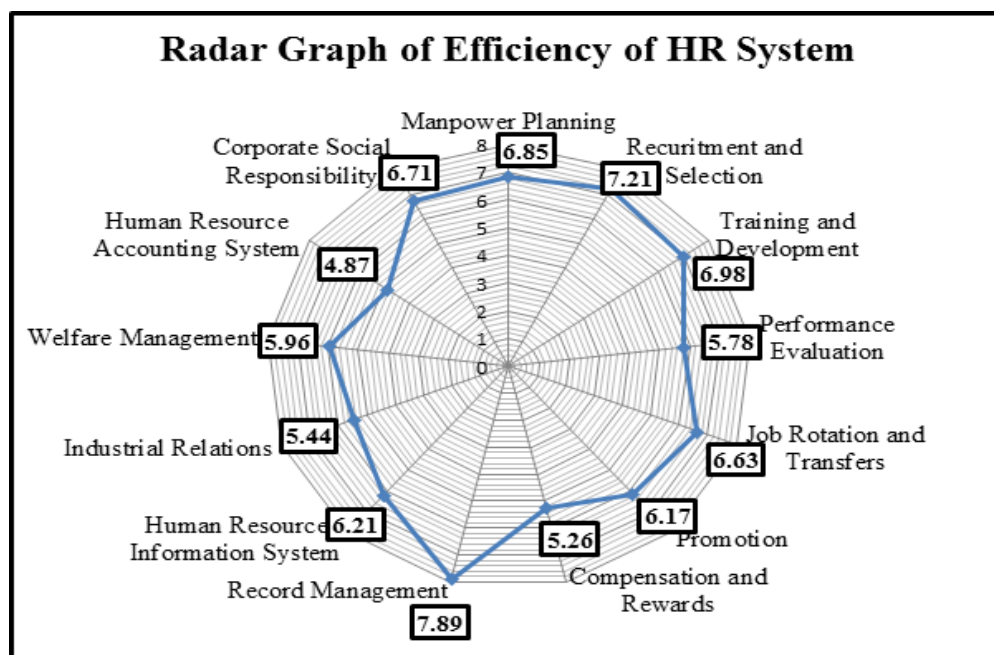 Radar Graph of Efficiency of HR System
Manpower Planning
6.85
Recuritment and
Selection
7.21
Training and
Development
6.98
Performance
Evaluation
5.78
Job Rotation and
Transfers
6.63
Promotion
6.17
Compensation and
Rewards
5.26
Record Management
7.89
Human Resource
Information System
6.21
Industrial Relations
5.44
Welfare Management
5.96
Human Resource
Accounting System
4.87
Corporate Social
Responsibility
6.71
8
7
6
5
4
3
2
1
0